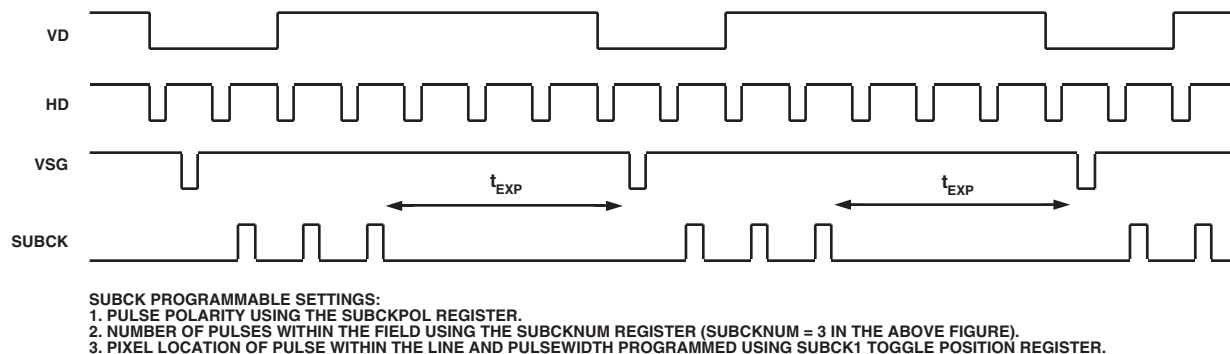 VD
HD
VSG
tEXP
tEXP
SUBCK
SUBCK PROGRAMMABLE SETTINGS:
1. PULSE POLARITY USING THE SUBCKPOL REGISTER.
2. NUMBER OF PULSES WITHIN THE FIELD USING THE SUBCKNUM REGISTER (SUBCKNUM = 3 IN THE ABOVE FIGURE).
3. PIXEL LOCATION OF PULSE WITHIN THE LINE AND PULSEWIDTH PROGRAMMED USING SUBCK1 TOGGLE POSITION REGISTER.